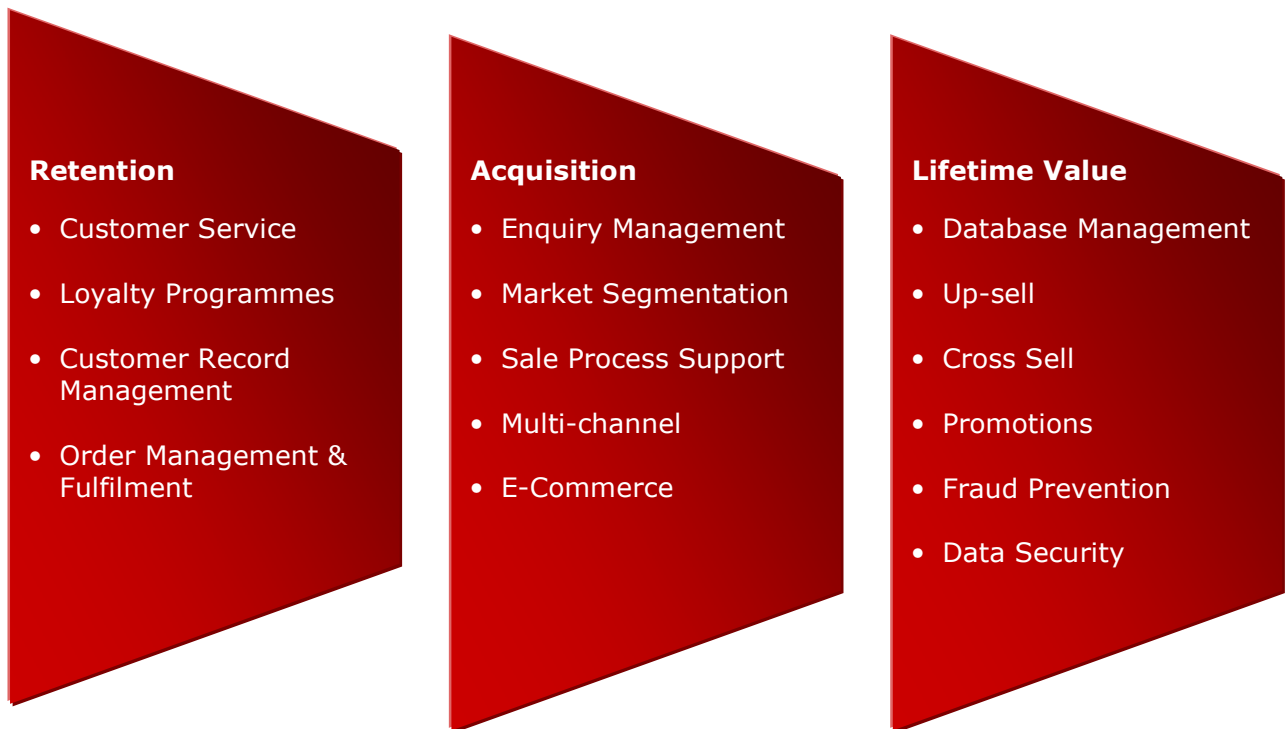 Retention
• Customer Service
• Loyalty Programmes
• Customer Record
Management
• Order Management &
Fulfilment
Acquisition
• Enquiry Management
• Market Segmentation
• Sale Process Support
• Multi-channel
• E-Commerce
Lifetime Value
• Database Management
• Up-sell
• Cross Sell
• Promotions
• Fraud Prevention
• Data Security